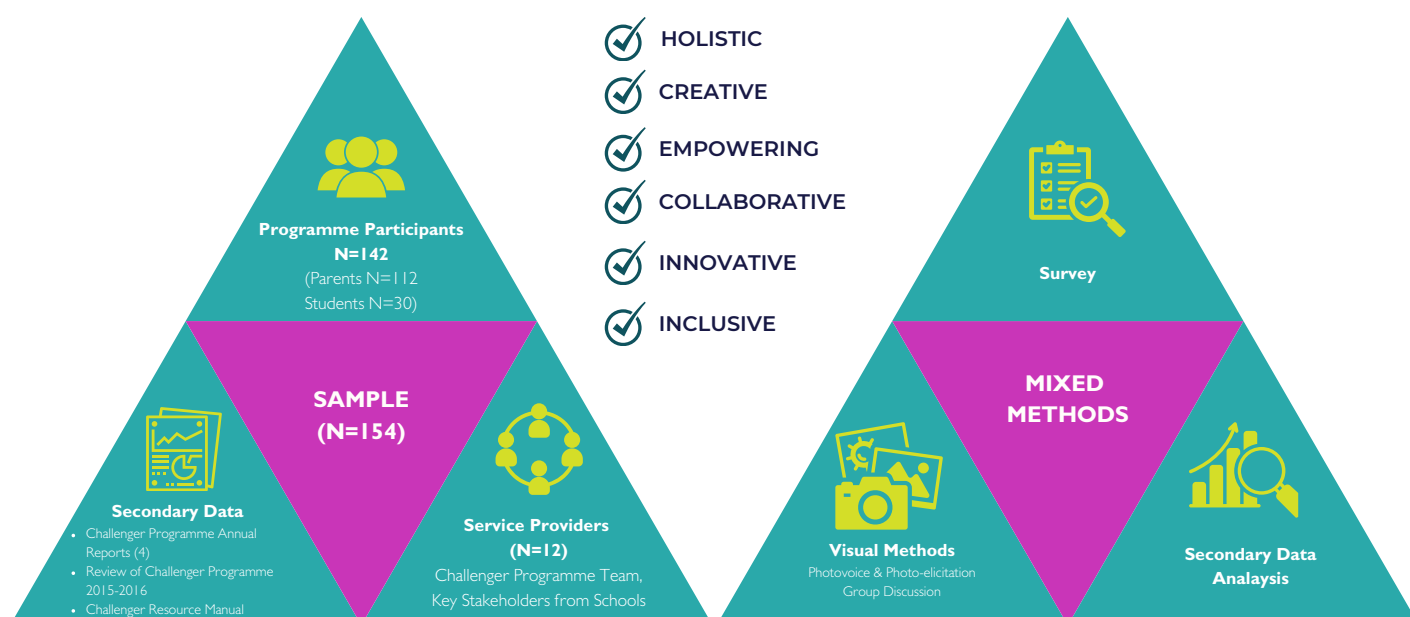 Programme Participants
N=142
(Parents N=112
Students N=30)
SAMPLE
(N=154)
Secondary Data
• Challenger Programme Annual
Reports (4)
• Review of Challenger Programme
2015-2016
• Challenger Resource Manual
Service Providers
(N=12)
Challenger Programme Team,
Key Stakeholders from Schools
HOLISTIC
CREATIVE
EMPOWERING
COLLABORATIVE
INNOVATIVE
INCLUSIVE
Survey
MIXED
METHODS
Visual Methods
Photovoice & Photo-elicitation
Group Discussion
Secondary Data
Analaysis